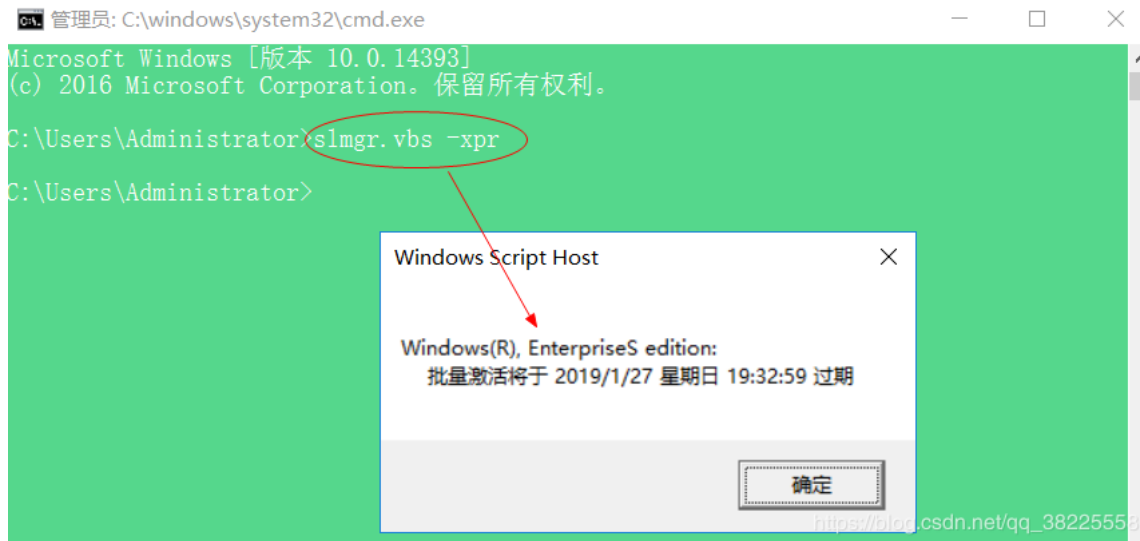 管理员: C:\windows\system32\cmd.exe
Microsoft Windows [版本 10.0.14393]
(c) 2016 Microsoft Corporation。保留所有权利。
C:\Users\Administrator>slmgr.vbs -xpr
C:\Users\Administrator>
Windows Script Host
Windows(R), EnterpriseS edition:
批量激活将于 2019/1/27 星期日 19:32:59 过期
确定
https://blog.csdn.net/qq_38225558